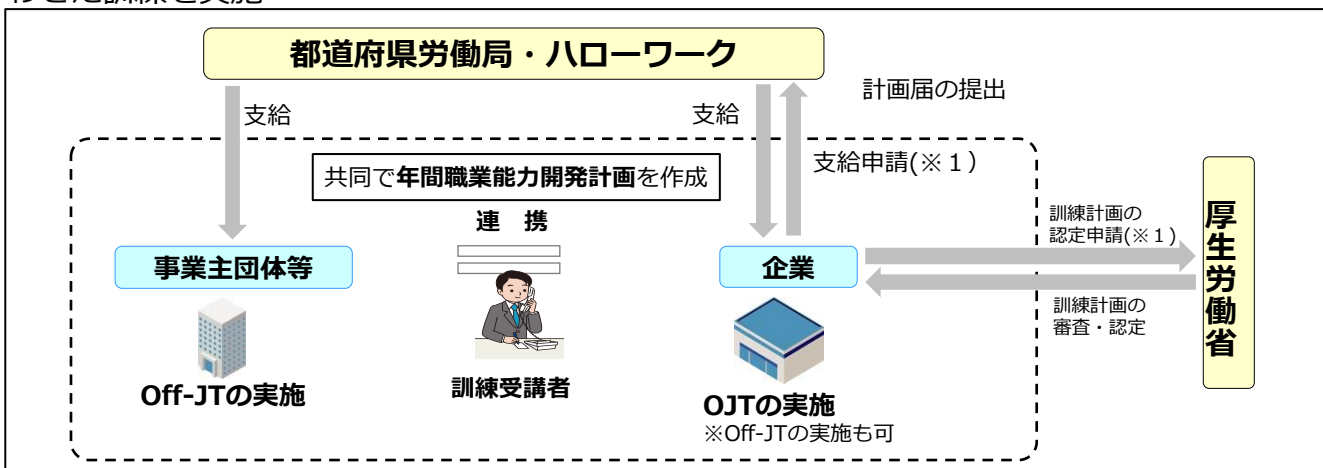 都道府県労働局・ハローワーク
支給
支給
計画届の提出
支給申請(※１)
共同で年間職業能力開発計画を作成
連 携
事業主団体等
企業
訓練計画の
認定申請(※１)
訓練計画の
審査・認定
厚生労働省
Off-JTの実施
訓練受講者
OJTの実施
※Off-JTの実施も可